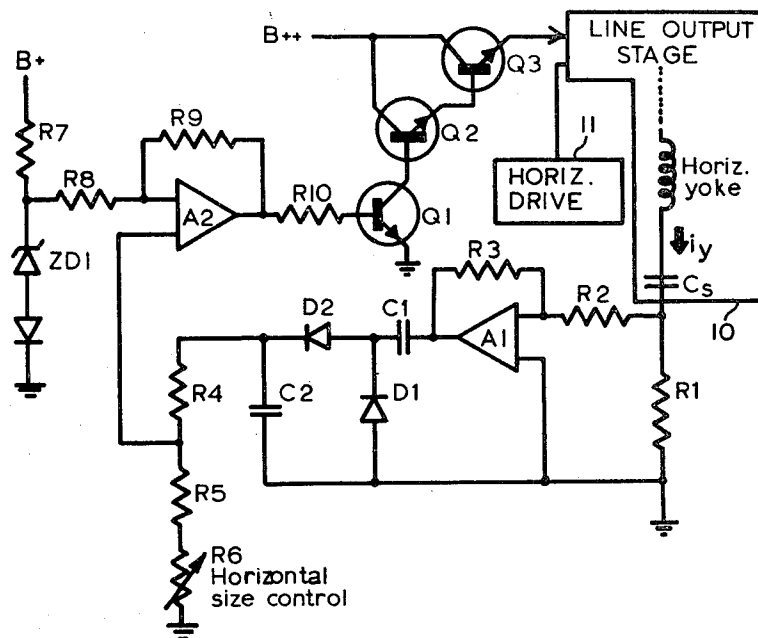 B++
LINE OUTPUT
STAGE
Q3
B+
R7
R9
Q2
11
HORIZ.
DRIVE
Horiz.
yoke
R8
A2
R10
Q1
iy
ZD1
R3
Cs
D2
C1
A1
R2
10
R4
C2
D1
R1
R5
R6
Horizontal
size control